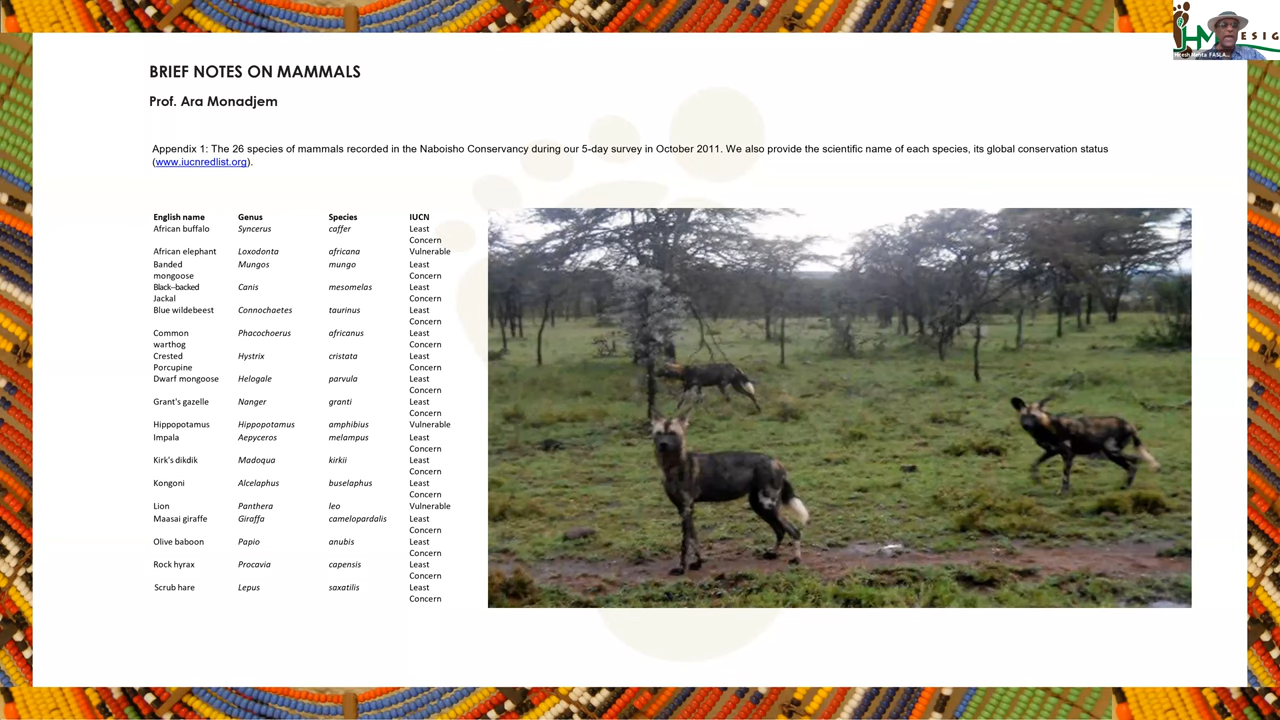 BRIEF NOTES ON MAMMALS
Prof. Ara Monadjem
Appendix 1: The 26 species of mammals recorded in the Naboisho Conservancy during our 5-day survey in October 2011. We also provide the scientific name of each species, its global conservation status
(www.iucnredlist.org).
English name Genus Species IUCN
African buffalo Syncerus caffer Least
Concern
African elephant Loxodonta africana Vulnerable
Banded Mungos mungo Least
mongoose Concern
Black–backed Canis mesomelas Least
Jackal Concern
Blue wildebeest Connochaetes taurinus Least
Concern
Common Phacochoerus africanus Least
warthog Concern
Crested Hystrix cristata Least
Porcupine Concern
Dwarf mongoose Helogale parvula Least
Concern
Grant's gazelle Nanger granti Least
Concern
Hippopotamus Hippopotamus amphibius Vulnerable
Impala Aepyceros melampus Least
Concern
Kirk's dikdik Madoqua kirkii Least
Concern
Kongoni Alcelaphus buselaphus Least
Concern
Lion Panthera leo Vulnerable
Maasai giraffe Giraffa camelopardalis Least
Concern
Olive baboon Papio anubis Least
Concern
Rock hyrax Procavia capensis Least
Concern
Scrub hare Lepus saxatilis Least
Concern
HM ESIG
Hitesh Mehta FASLA...